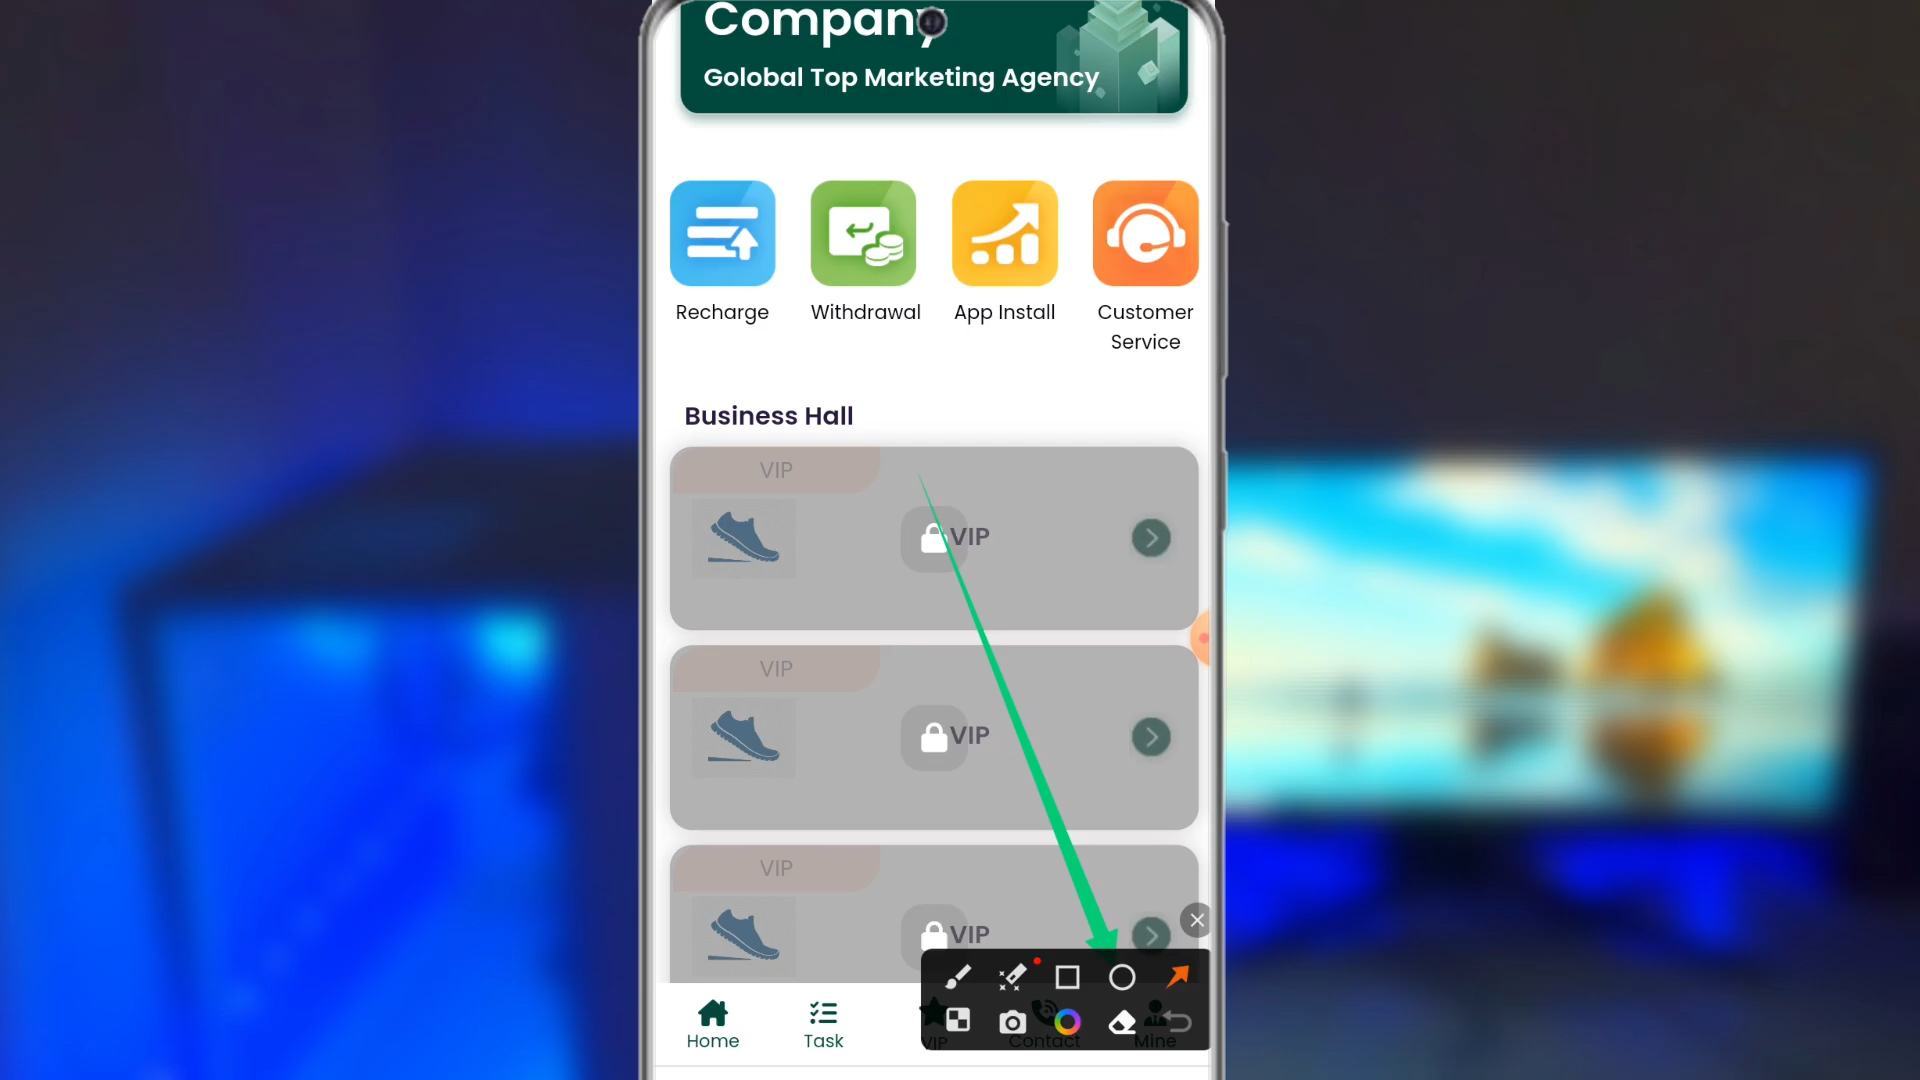 Company
Golobal Top Marketing Agency
Recharge
Withdrawal
App Install
Customer
Service
Business Hall
VIP
VIP
VIP
VIP
VIP
VIP
Home
Task
VIP
Contact
Mine